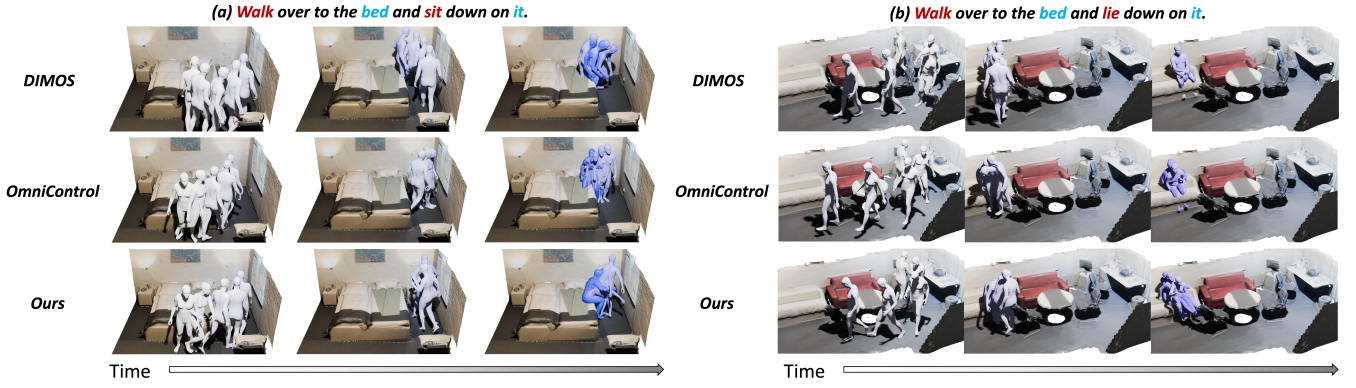 (a) Walk over to the bed and sit down on it.
DIMOS
OmniControl
Ours
Time
(b) Walk over to the bed and lie down on it.
DIMOS
OmniControl
Ours
Time